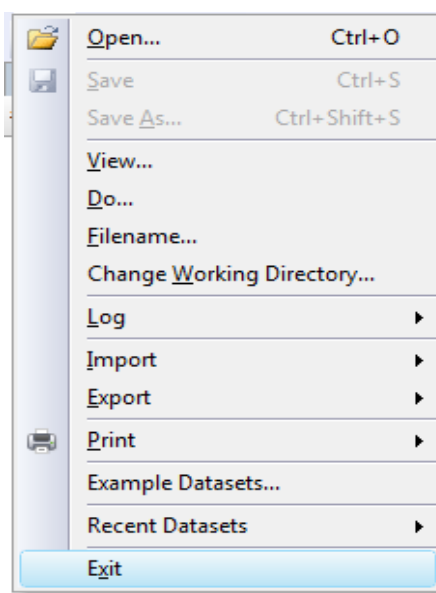 Open... Ctrl+O
Save Ctrl+S
Save As... Ctrl+Shift+S
View...
Do...
Filename...
Change Working Directory...
Log
Import
Export
Print
Example Datasets...
Recent Datasets
Exit